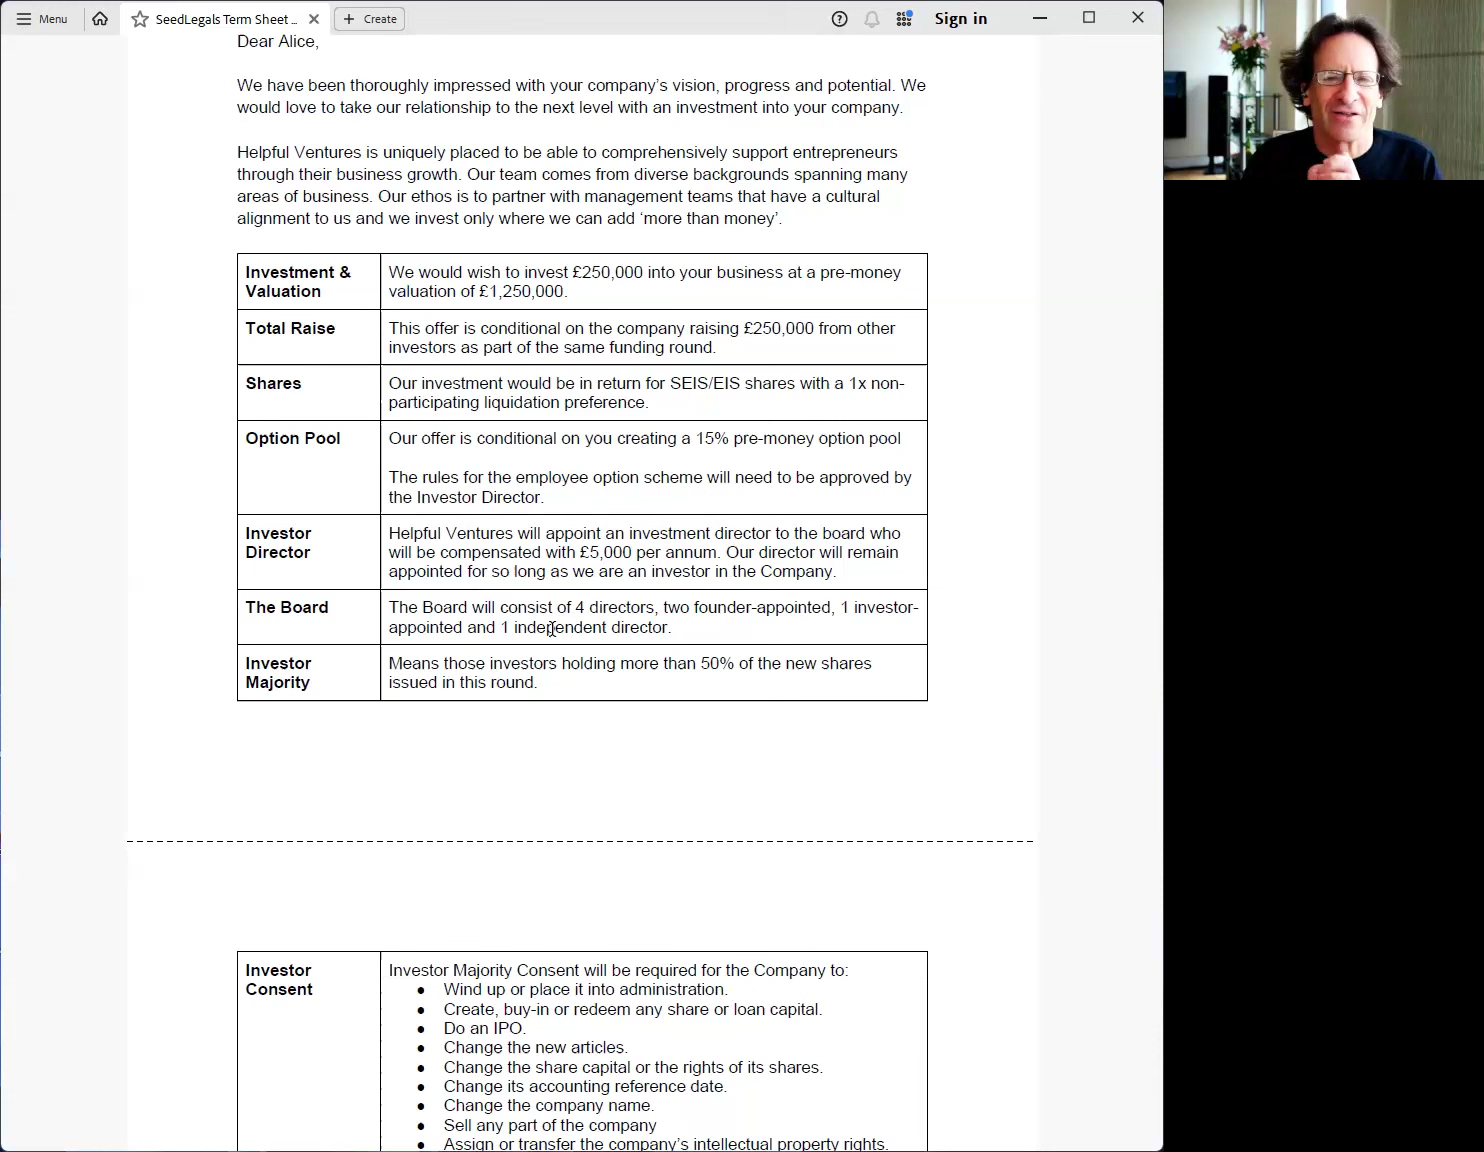 Menu
SeedLegals Term Sheet ...
Create
Sign in
Dear Alice,
We have been thoroughly impressed with your company's vision, progress and potential. We
would love to take our relationship to the next level with an investment into your company.
Helpful Ventures is uniquely placed to be able to comprehensively support entrepreneurs
through their business growth. Our team comes from diverse backgrounds spanning many
areas of business. Our ethos is to partner with management teams that have a cultural
alignment to us and we invest only where we can add ‘more than money’.
Investment &
Valuation
We would wish to invest £250,000 into your business at a pre-money
valuation of £1,250,000.
Total Raise
This offer is conditional on the company raising £250,000 from other
investors as part of the same funding round.
Shares
Our investment would be in return for SEIS/EIS shares with a 1x non-
participating liquidation preference.
Option Pool
Our offer is conditional on you creating a 15% pre-money option pool
The rules for the employee option scheme will need to be approved by
the Investor Director.
Investor
Director
Helpful Ventures will appoint an investment director to the board who
will be compensated with £5,000 per annum. Our director will remain
appointed for so long as we are an investor in the Company.
The Board
The Board will consist of 4 directors, two founder-appointed, 1 investor-
appointed and 1 independent director.
Investor
Majority
Means those investors holding more than 50% of the new shares
issued in this round.
Investor
Consent
Investor Majority Consent will be required for the Company to:
● Wind up or place it into administration.
● Create, buy-in or redeem any share or loan capital.
● Do an IPO.
● Change the new articles.
● Change the share capital or the rights of its shares.
● Change its accounting reference date.
● Change the company name.
● Sell any part of the company
● Assign or transfer the company's intellectual property rights.